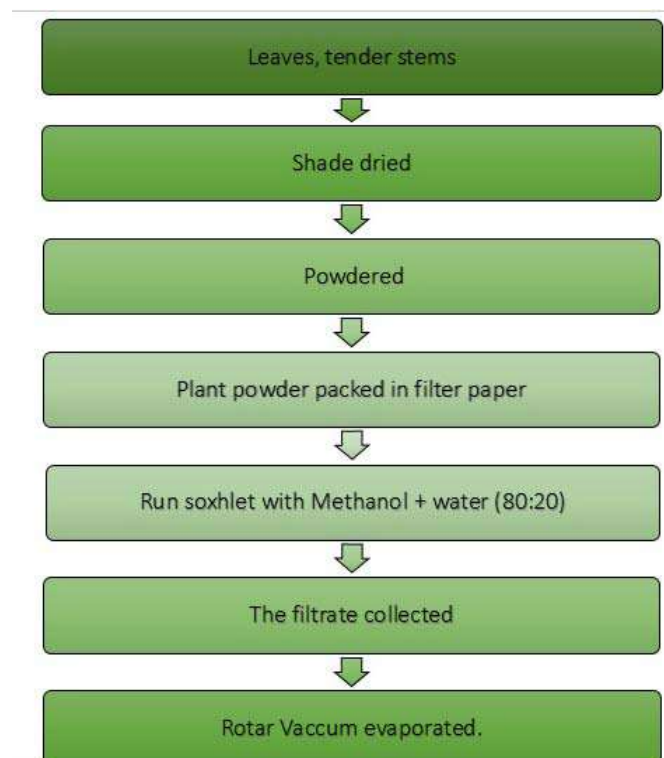 Leaves, tender stems
Shade dried
Powdered
Plant powder packed in filter paper
Run soxhlet with Methanol + water (80:20)
The filtrate collected
Rotar Vaccum evaporated.